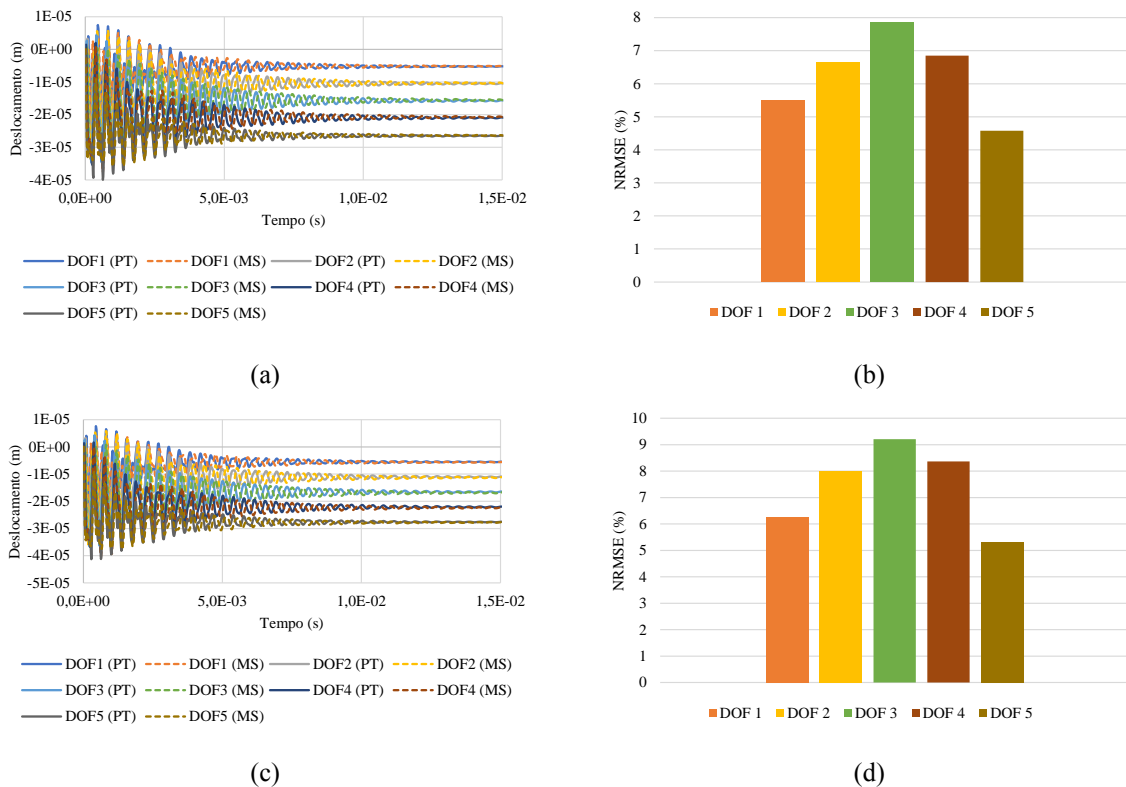 1E-05
0E+00
-1E-05
-2E-05
-3E-05
-4E-05
Deslocamento (m)
0,0E+00 5,0E-03 1,0E-02 1,5E-02
Tempo (s)
DOF1 (PT) DOF1 (MS) DOF2 (PT) DOF2 (MS)
DOF3 (PT) DOF3 (MS) DOF4 (PT) DOF4 (MS)
DOF5 (PT) DOF5 (MS)
(a)
8
7
6
5
4
3
2
1
0
NRMSE (%)
DOF 1 DOF 2 DOF 3 DOF 4 DOF 5
(b)
1E-05
0E+00
-1E-05
-2E-05
-3E-05
-4E-05
-5E-05
Deslocamento (m)
0,0E+00 5,0E-03 1,0E-02 1,5E-02
Tempo (s)
DOF1 (PT) DOF1 (MS) DOF2 (PT) DOF2 (MS)
DOF3 (PT) DOF3 (MS) DOF4 (PT) DOF4 (MS)
DOF5 (PT) DOF5 (MS)
(c)
10
9
8
7
6
5
4
3
2
1
0
NRMSE (%)
DOF 1 DOF 2 DOF 3 DOF 4 DOF 5
(d)